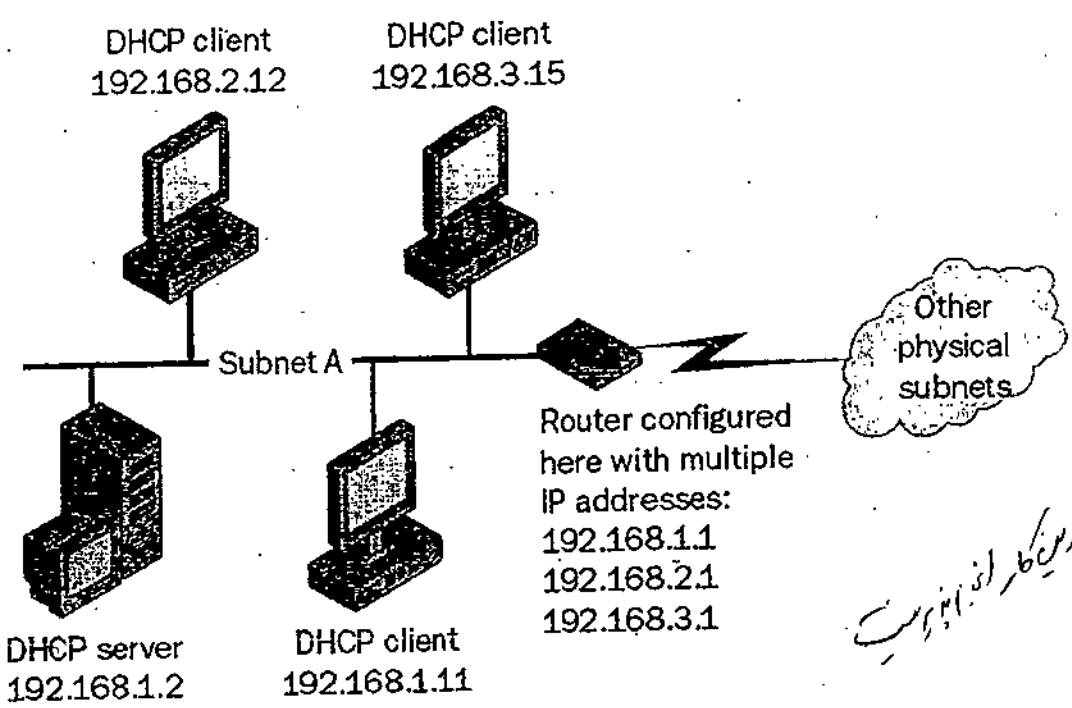 DHCP client
192.168.2.12
DHCP client
192.168.3.15
Subnet A
Other
physical
subnets
Router configured
here with multiple
IP addresses:
192.168.1.1
192.168.2.1
192.168.3.1
DHCP server
192.168.1.2
DHCP client
192.168.1.11